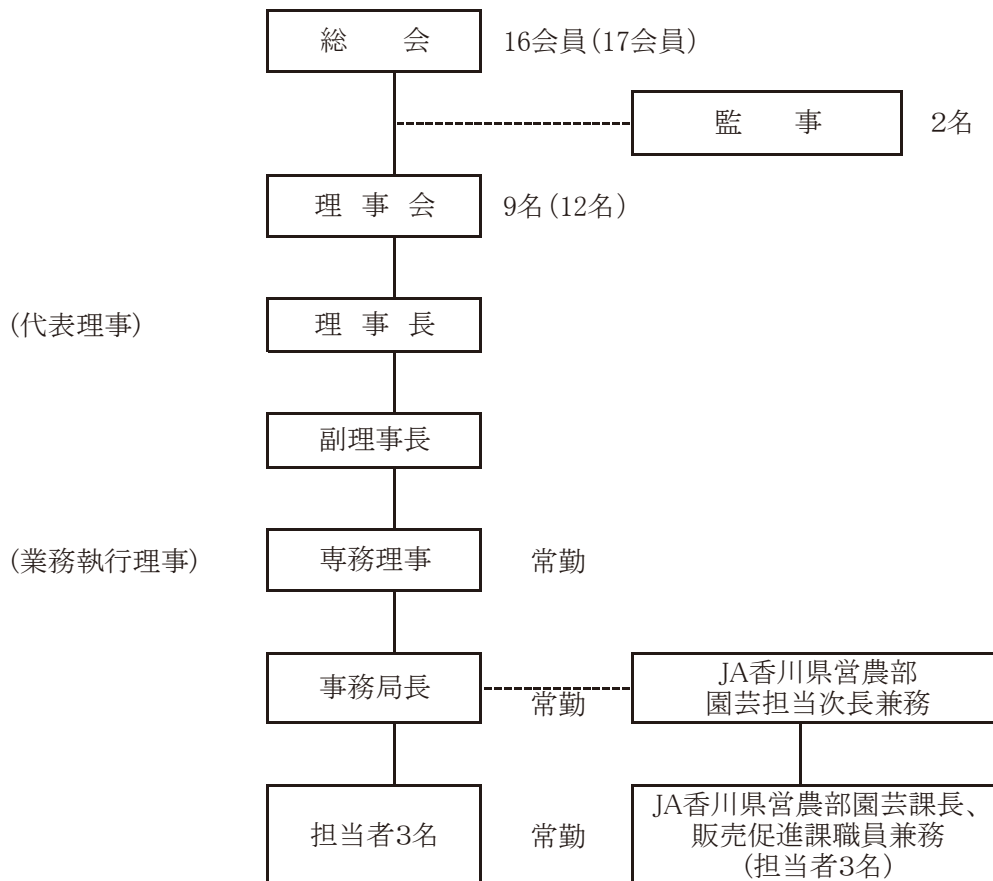 総　会
16会員(17会員)
監　事
2名
理 事 会
9名(12名)
(代表理事)
理 事 長
副理事長
(業務執行理事)
専務理事
常勤
事務局長
常勤
JA香川県営農部
園芸担当次長兼務
担当者3名
常勤
JA香川県営農部園芸課長、
販売促進課職員兼務
(担当者3名)